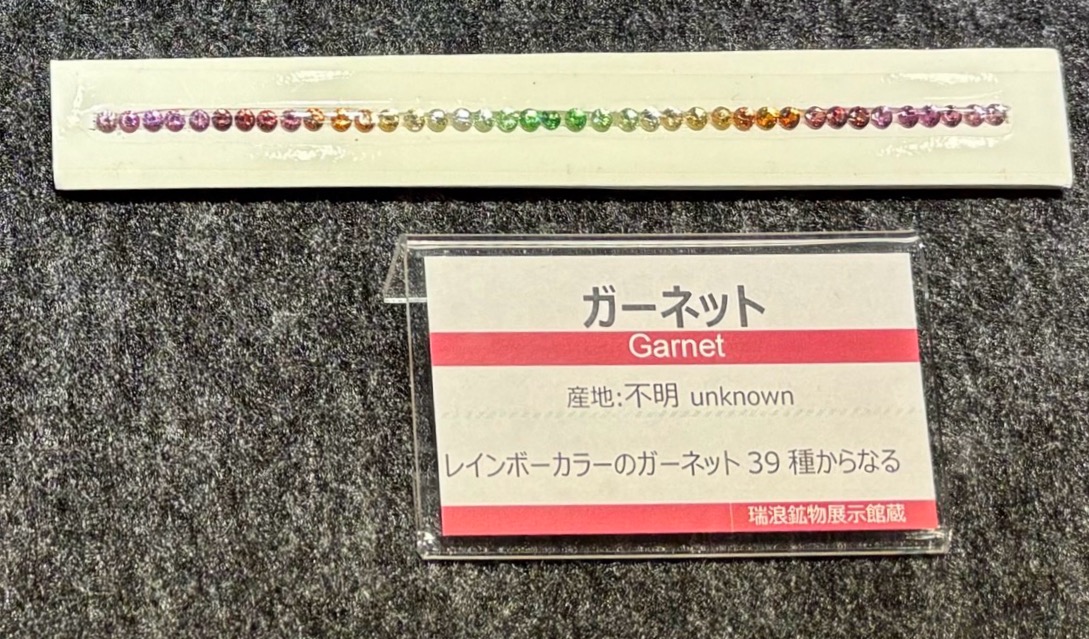 ガーネット
Garnet
産地:不明 unknown
レインボーカラーのガーネット 39 種からなる
瑞浪鉱物展示館蔵